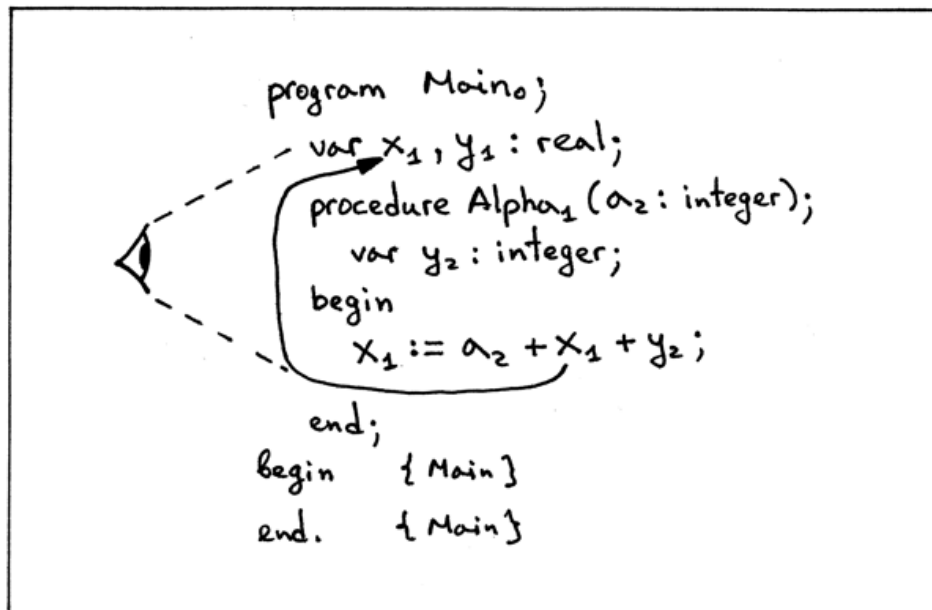 program Main₀;
var x₁, y₁ : real;
procedure Alpha₁ (a₂ : integer);
var y₂ : integer;
begin
x₁ := a₂ + x₁ + y₂ ;
end;
begin { Main }
end. { Main }